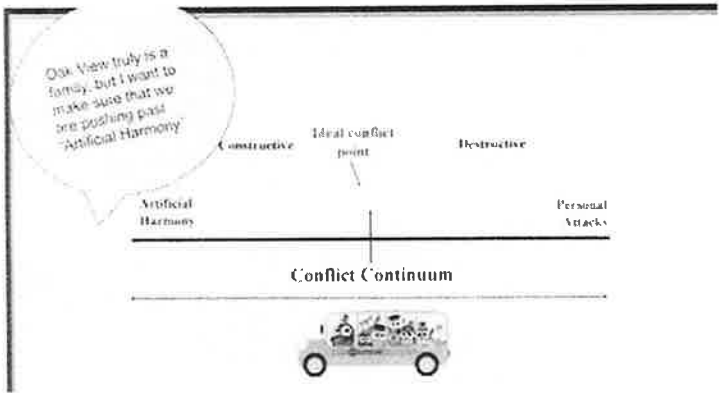 Oak View truly is a
family, but I want to
make sure that we
are pushing past
"Artificial Harmony"
Constructive
Ideal conflict
point
Destructive
Artificial
Harmony
Personal
Attacks
Conflict Continuum